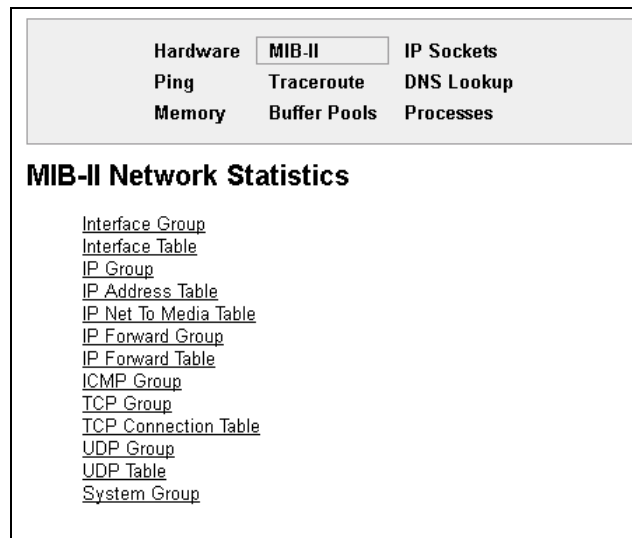 Hardware MIB-II IP Sockets
Ping Traceroute DNS Lookup
Memory Buffer Pools Processes
MIB-II Network Statistics
Interface Group
Interface Table
IP Group
IP Address Table
IP Net To Media Table
IP Forward Group
IP Forward Table
ICMP Group
TCP Group
TCP Connection Table
UDP Group
UDP Table
System Group